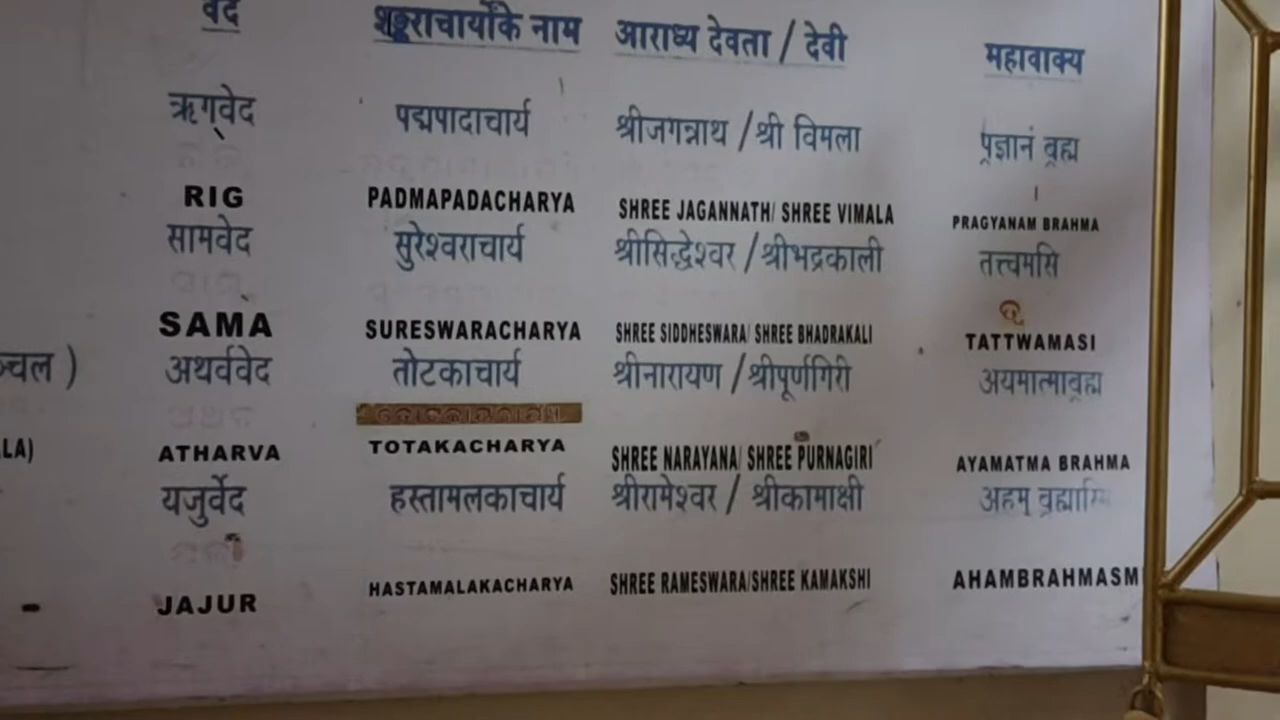 वेद शङ्कराचार्योंके नाम आराध्य देवता / देवी महावाक्य
ऋग्वेद पद्मपादाचार्य श्रीजगन्नाथ / श्री विमला प्रज्ञानं ब्रह्म
RIG PADMAPADACHARYA SHREE JAGANNATH/ SHREE VIMALA PRAGYANAM BRAHMA
सामवेद सुरेश्वराचार्य श्रीसिद्धेश्वर / श्रीभद्रकाली तत्त्वमसि
SAMA SURESWARACHARYA SHREE SIDDHESWARA/ SHREE BHADRAKALI TATTWAMASI
ञ्चल ) अथर्ववेद तोटकाचार्य श्रीनारायण / श्रीपूर्णगिरी अयमात्माब्रह्म
LA) ATHARVA TOTAKACHARYA SHREE NARAYANA/ SHREE PURNAGIRI AYAMATMA BRAHMA
यजुर्वेद हस्तामलकाचार्य श्रीरामेश्वर / श्रीकामाक्षी अहम् ब्रह्मास्मि
- JAJUR HASTAMALAKACHARYA SHREE RAMESWARA/SHREE KAMAKSHI AHAMBRAHMASM